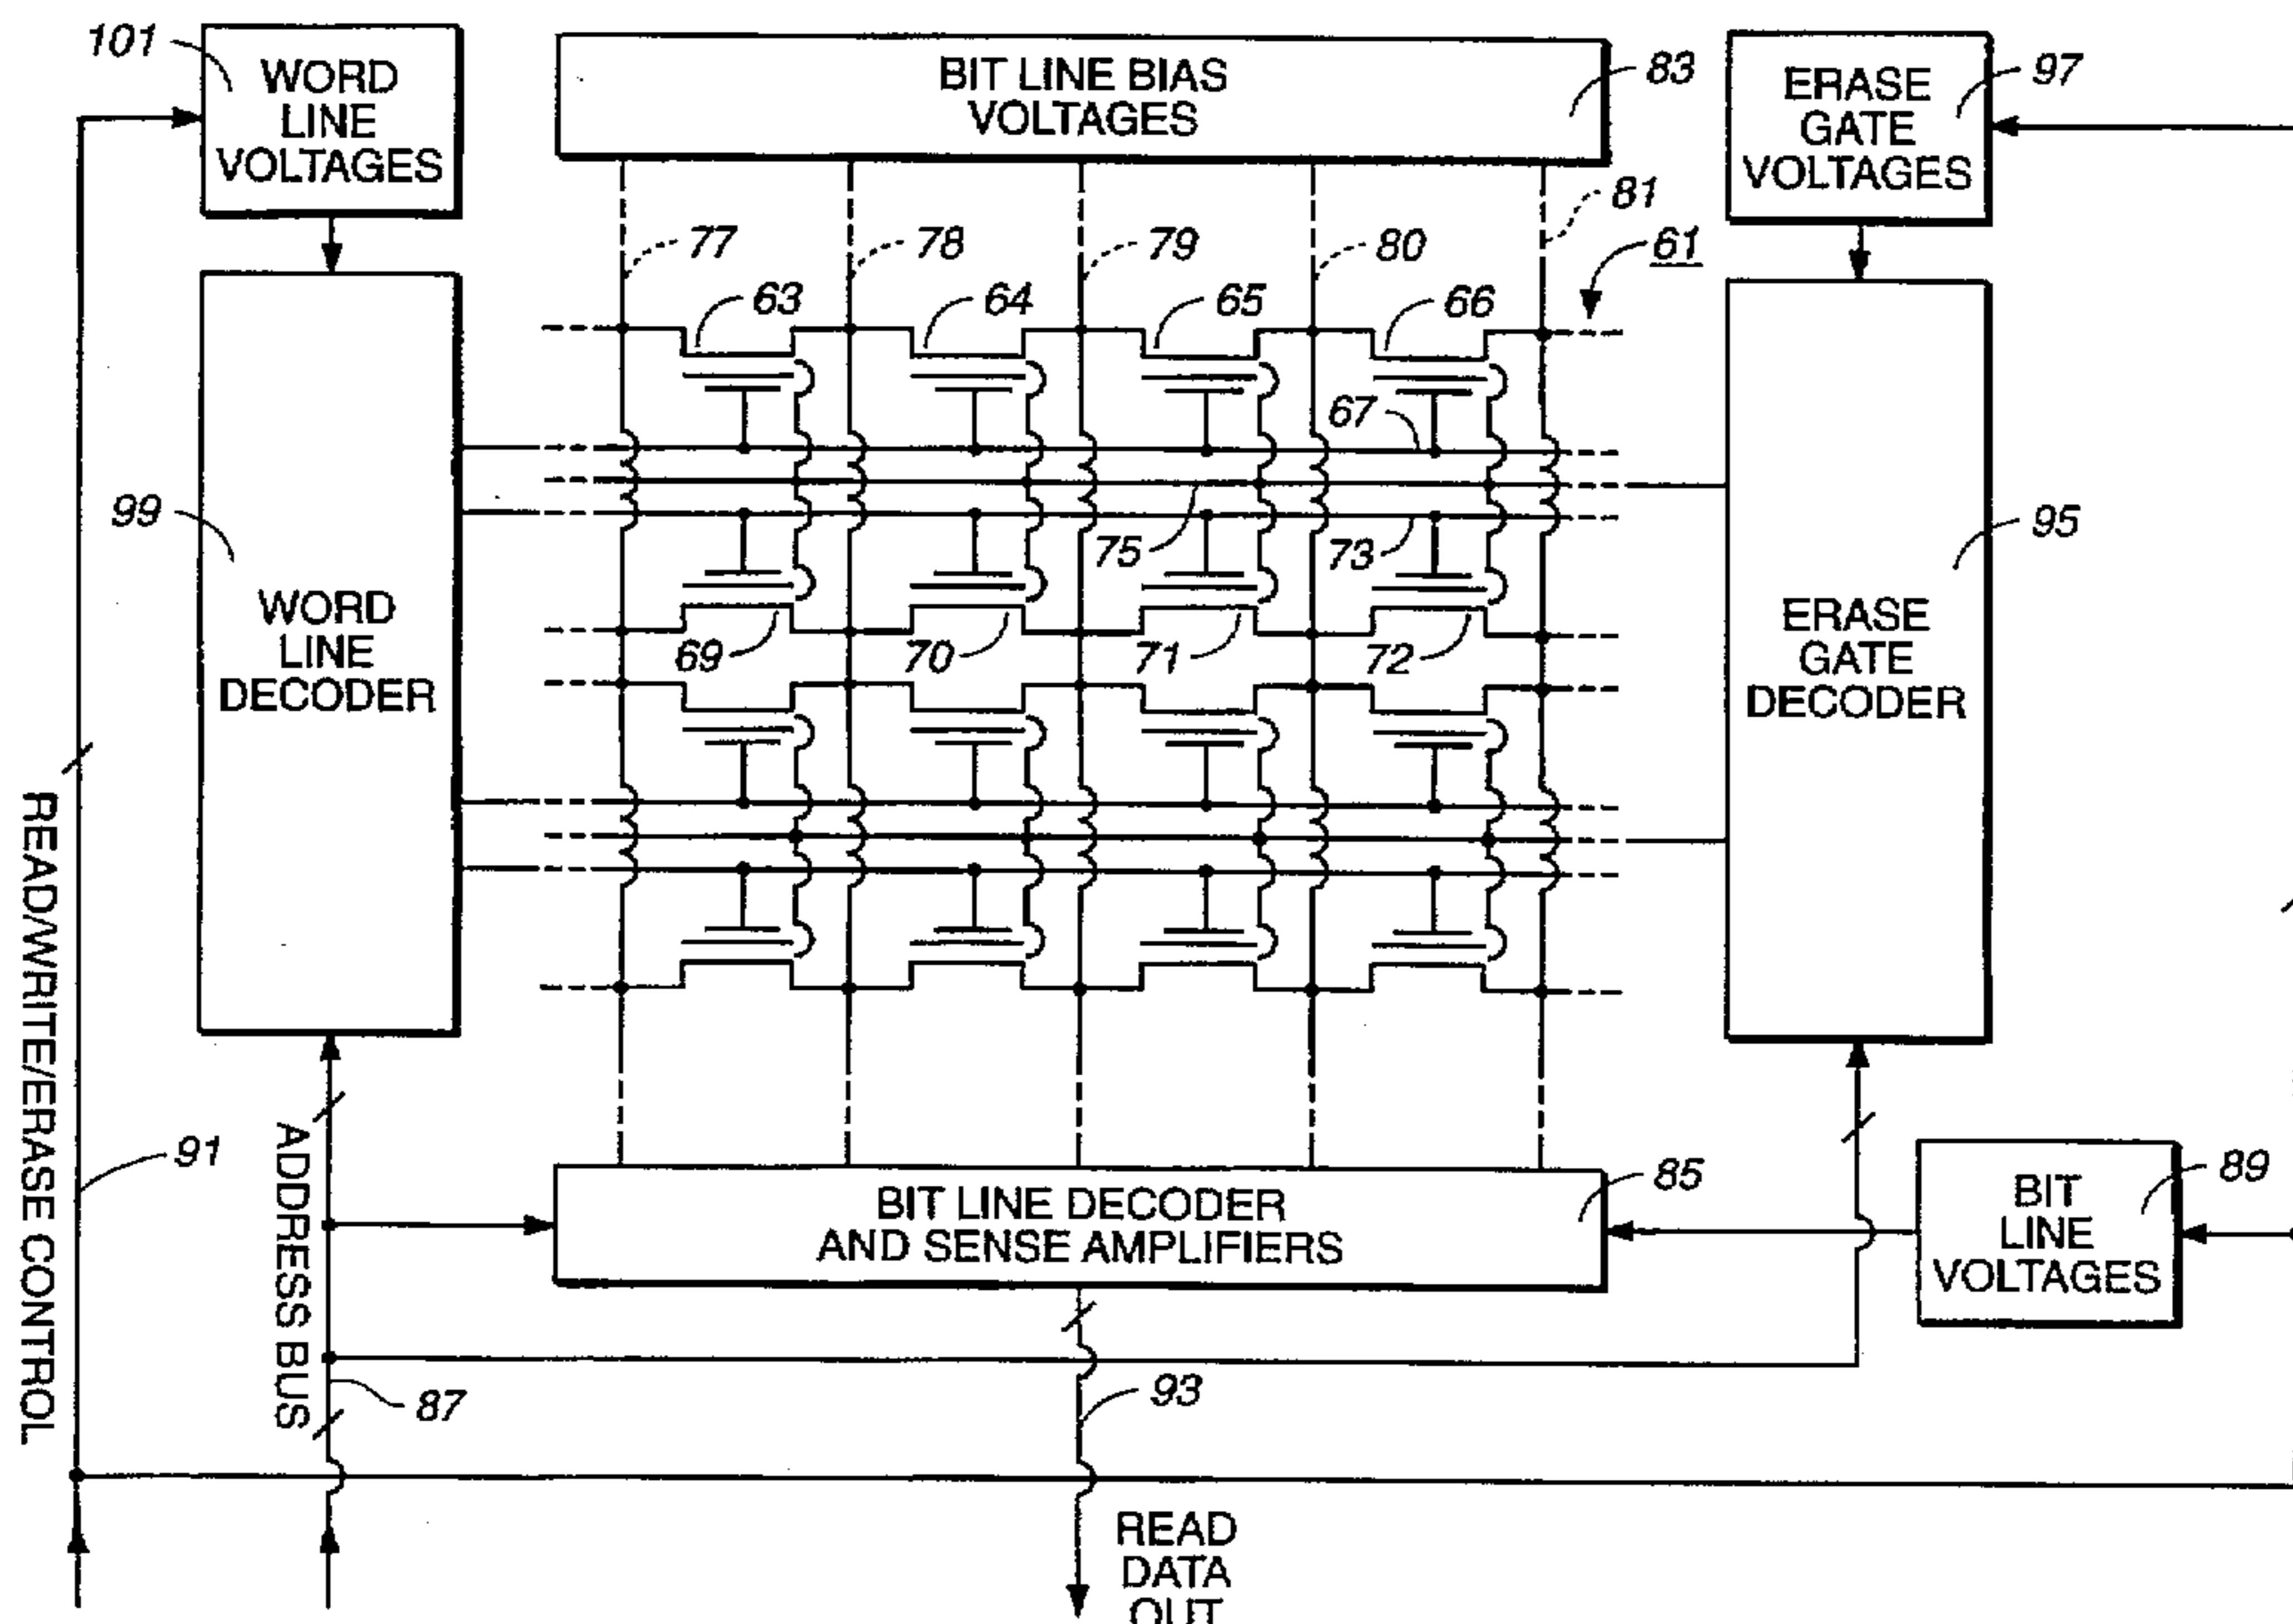 101
WORD
LINE
VOLTAGES
BIT LINE BIAS
VOLTAGES
83
ERASE
GATE
VOLTAGES
97
77
78
79
80
81
61
63
64
65
66
67
99
WORD
LINE
DECODER
75
73
95
ERASE
GATE
DECODER
69
70
71
72
READ/WRITE/ERASE CONTROL
91
ADDRESS BUS
87
BIT LINE DECODER
AND SENSE AMPLIFIERS
85
BIT
LINE
VOLTAGES
89
93
READ
DATA
OUT